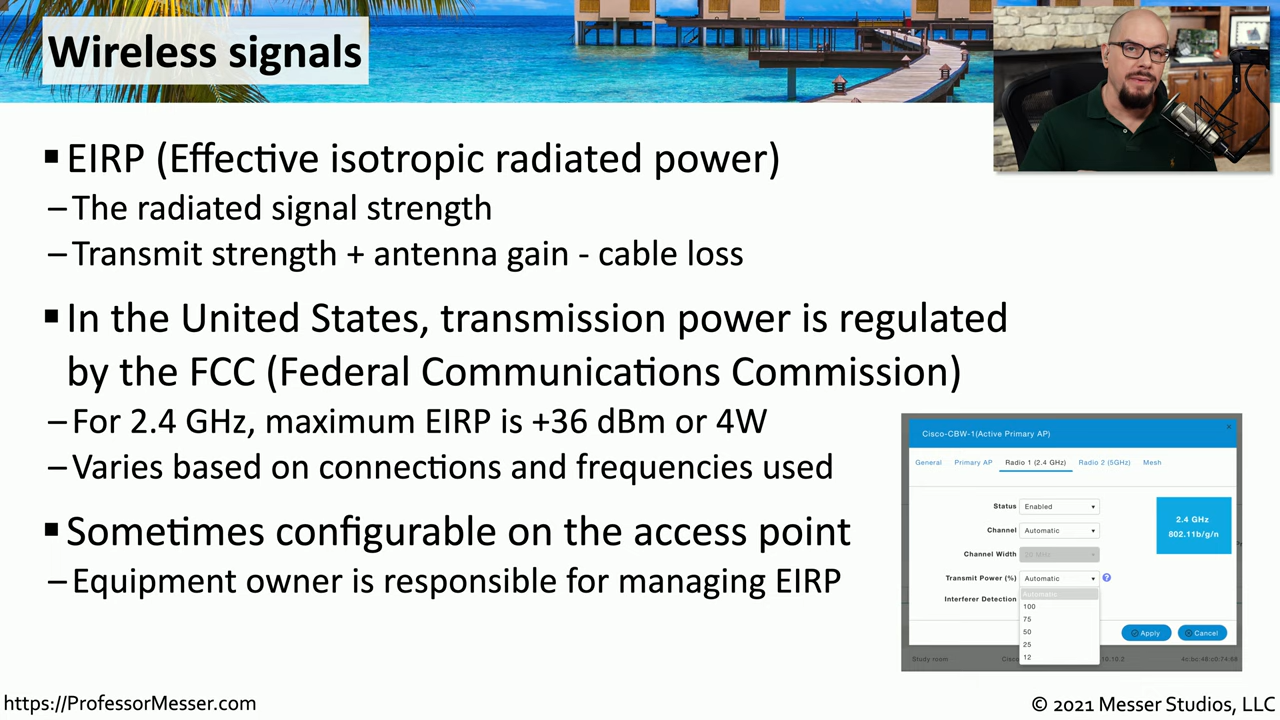 Wireless signals
▪ EIRP (Effective isotropic radiated power)
– The radiated signal strength
– Transmit strength + antenna gain - cable loss
▪ In the United States, transmission power is regulated
by the FCC (Federal Communications Commission)
– For 2.4 GHz, maximum EIRP is +36 dBm or 4W
– Varies based on connections and frequencies used
▪ Sometimes configurable on the access point
– Equipment owner is responsible for managing EIRP
Cisco-CBW-1(Active Primary AP)
General Primary AP Radio 1 (2.4 GHz) Radio 2 (5GHz) Mesh
Status Enabled
Channel Automatic
Channel Width 20 MHz
Transmit Power (%) Automatic ?
Interferer Detection
Automatic
100
75
50
25
12
2.4 GHz
802.11b/g/n
Apply Cancel
Study room
https://ProfessorMesser.com
© 2021 Messer Studios, LLC